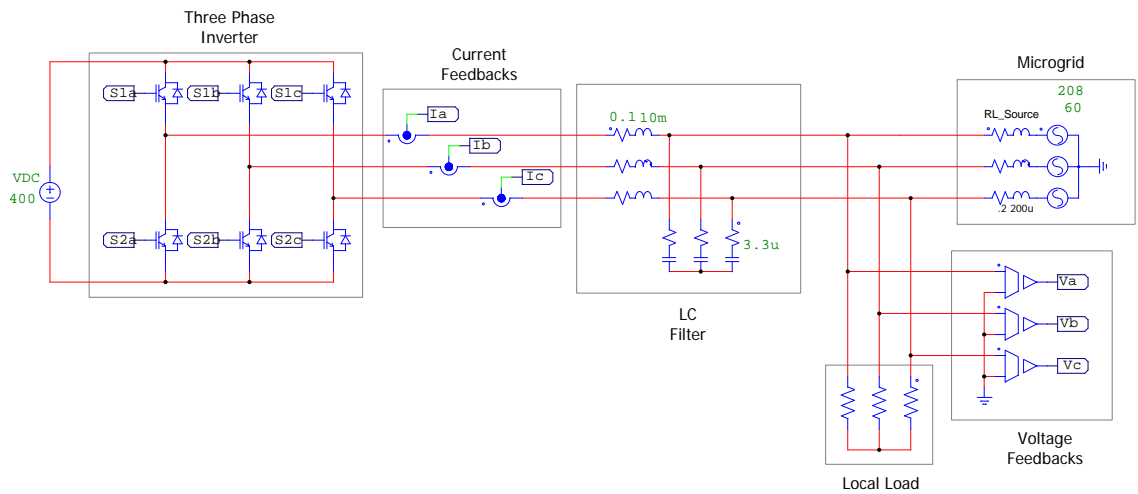 Three Phase
Inverter
Current
Feedbacks
Microgrid
208
60
S1a
S1b
S1c
Ia
Ib
Ic
0.1 10m
RL_Source
VDC
400
.2 200u
S2a
S2b
S2c
3.3u
LC
Filter
Va
Vb
Vc
Voltage
Feedbacks
Local Load